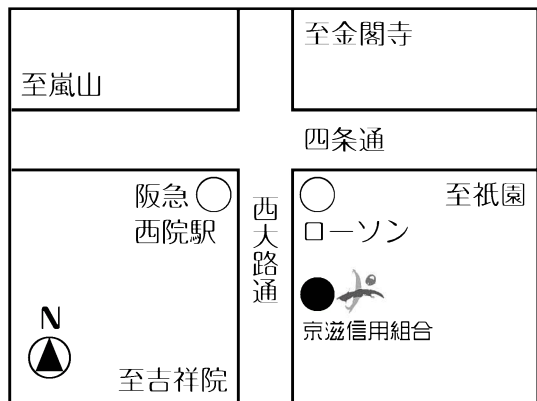 至金閣寺
至嵐山
四条通
阪急
西院駅
西大路通
至祇園
ローソン
京滋信用組合
N
至吉祥院